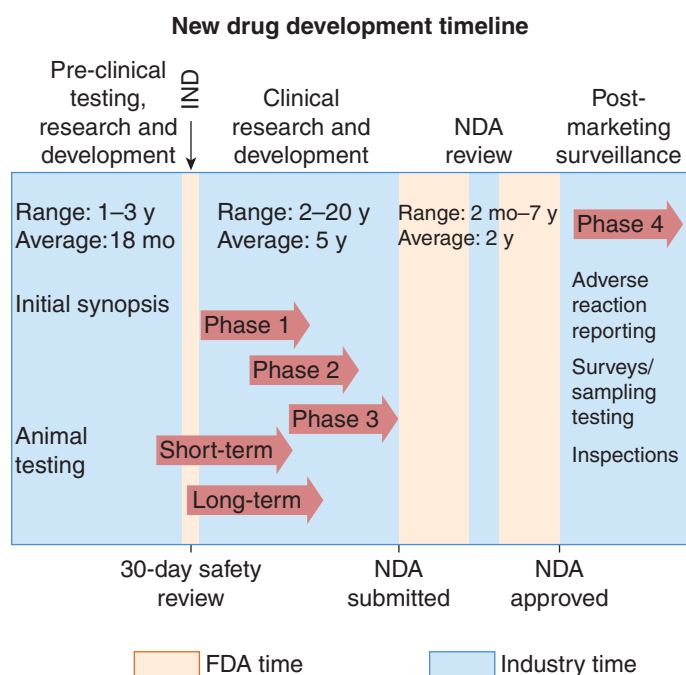 New drug development timeline
Pre-clinical
testing,
research and
development
IND
Clinical
research and
development
NDA
review
Post-
marketing
surveillance
Range: 1–3 y
Average:18 mo
Range: 2–20 y
Average: 5 y
Range: 2 mo–7 y
Average: 2 y
Phase 4
Initial synopsis
Phase 1
Phase 2
Phase 3
Adverse
reaction
reporting
Surveys/
sampling
testing
Inspections
Animal
testing
Short-term
Long-term
30-day safety
review
NDA
submitted
NDA
approved
FDA time
Industry time